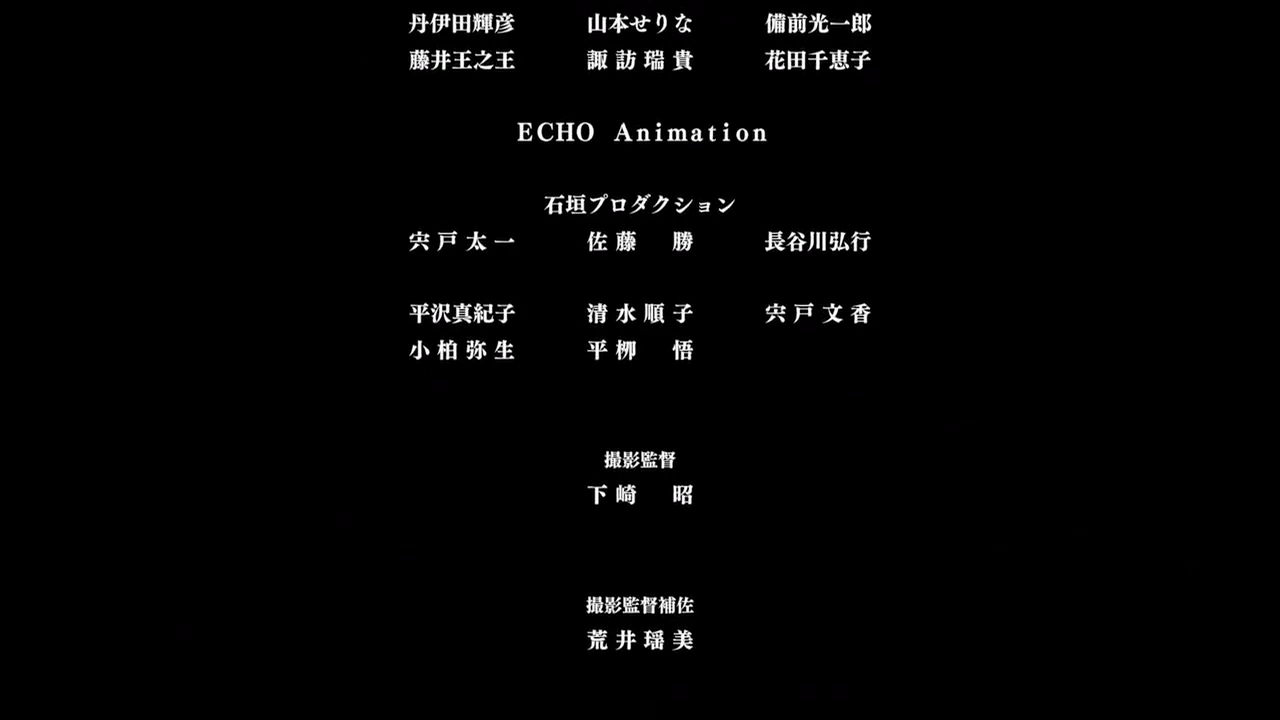 丹伊田輝彦 山本せりな 備前光一郎
藤井王之王 諏訪瑞貴 花田千恵子
ECHO Animation
石垣プロダクション
宍戸太一 佐藤 勝 長谷川弘行
平沢真紀子 清水順子 宍戸文香
小柏弥生 平栁 悟
撮影監督
下崎 昭
撮影監督補佐
荒井瑶美